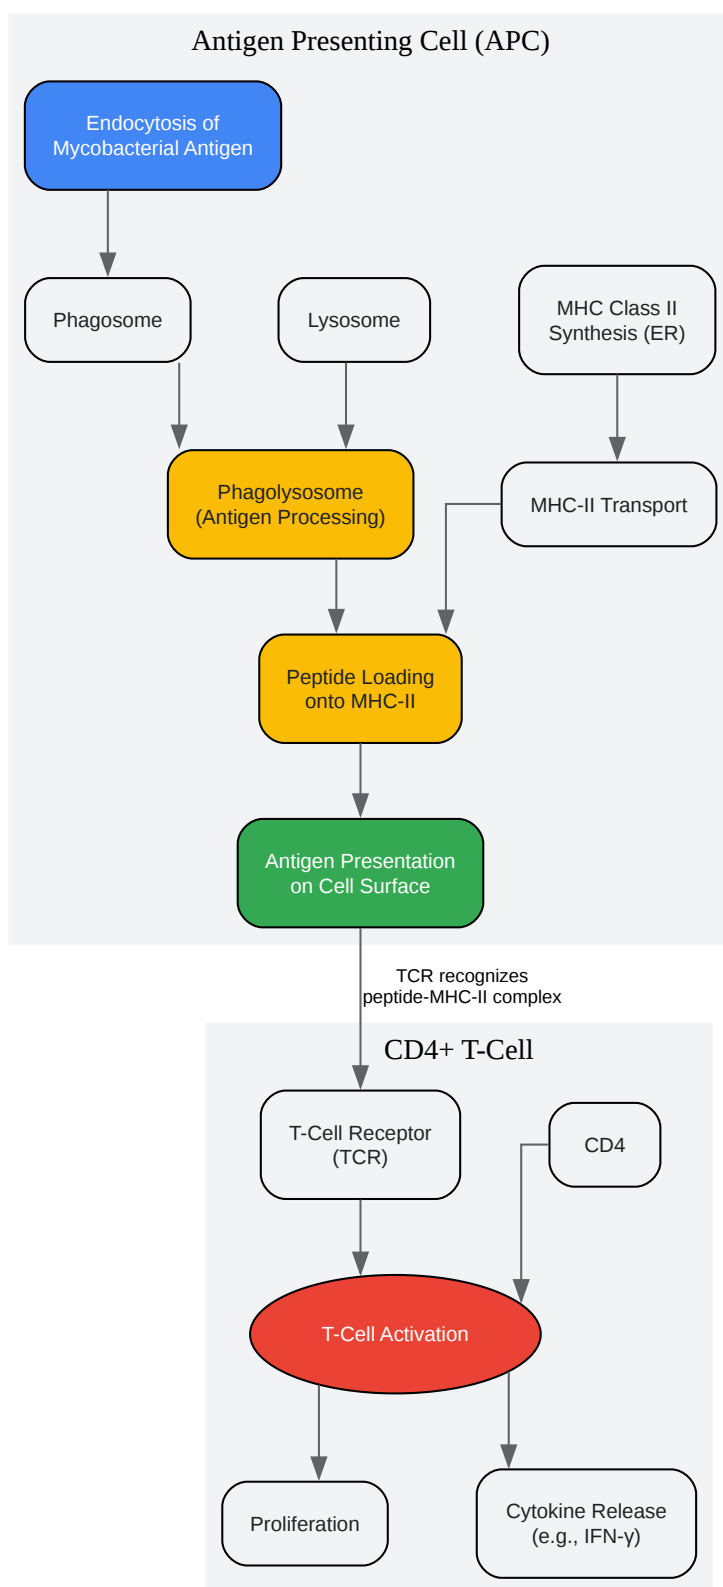 Antigen Presenting Cell (APC)
Endocytosis of
Mycobacterial Antigen
Phagosome
Lysosome
MHC Class II
Synthesis (ER)
Phagolysosome
(Antigen Processing)
MHC-II Transport
Peptide Loading
onto MHC-II
Antigen Presentation
on Cell Surface
TCR recognizes
peptide-MHC-II complex
CD4+ T-Cell
T-Cell Receptor
(TCR)
CD4
T-Cell Activation
Proliferation
Cytokine Release
(e.g., IFN-γ)